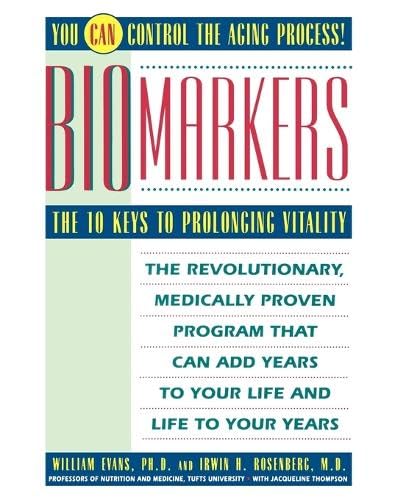 YOU CAN CONTROL THE AGING PROCESS!
BIOMARKERS
THE 10 KEYS TO PROLONGING VITALITY
THE REVOLUTIONARY,
MEDICALLY PROVEN
PROGRAM THAT
CAN ADD YEARS
TO YOUR LIFE AND
LIFE TO YOUR YEARS
WILLIAM EVANS, PH.D. AND IRWIN H. ROSENBERG, M.D.
PROFESSORS OF NUTRITION AND MEDICINE, TUFTS UNIVERSITY • WITH JACQUELINE THOMPSON